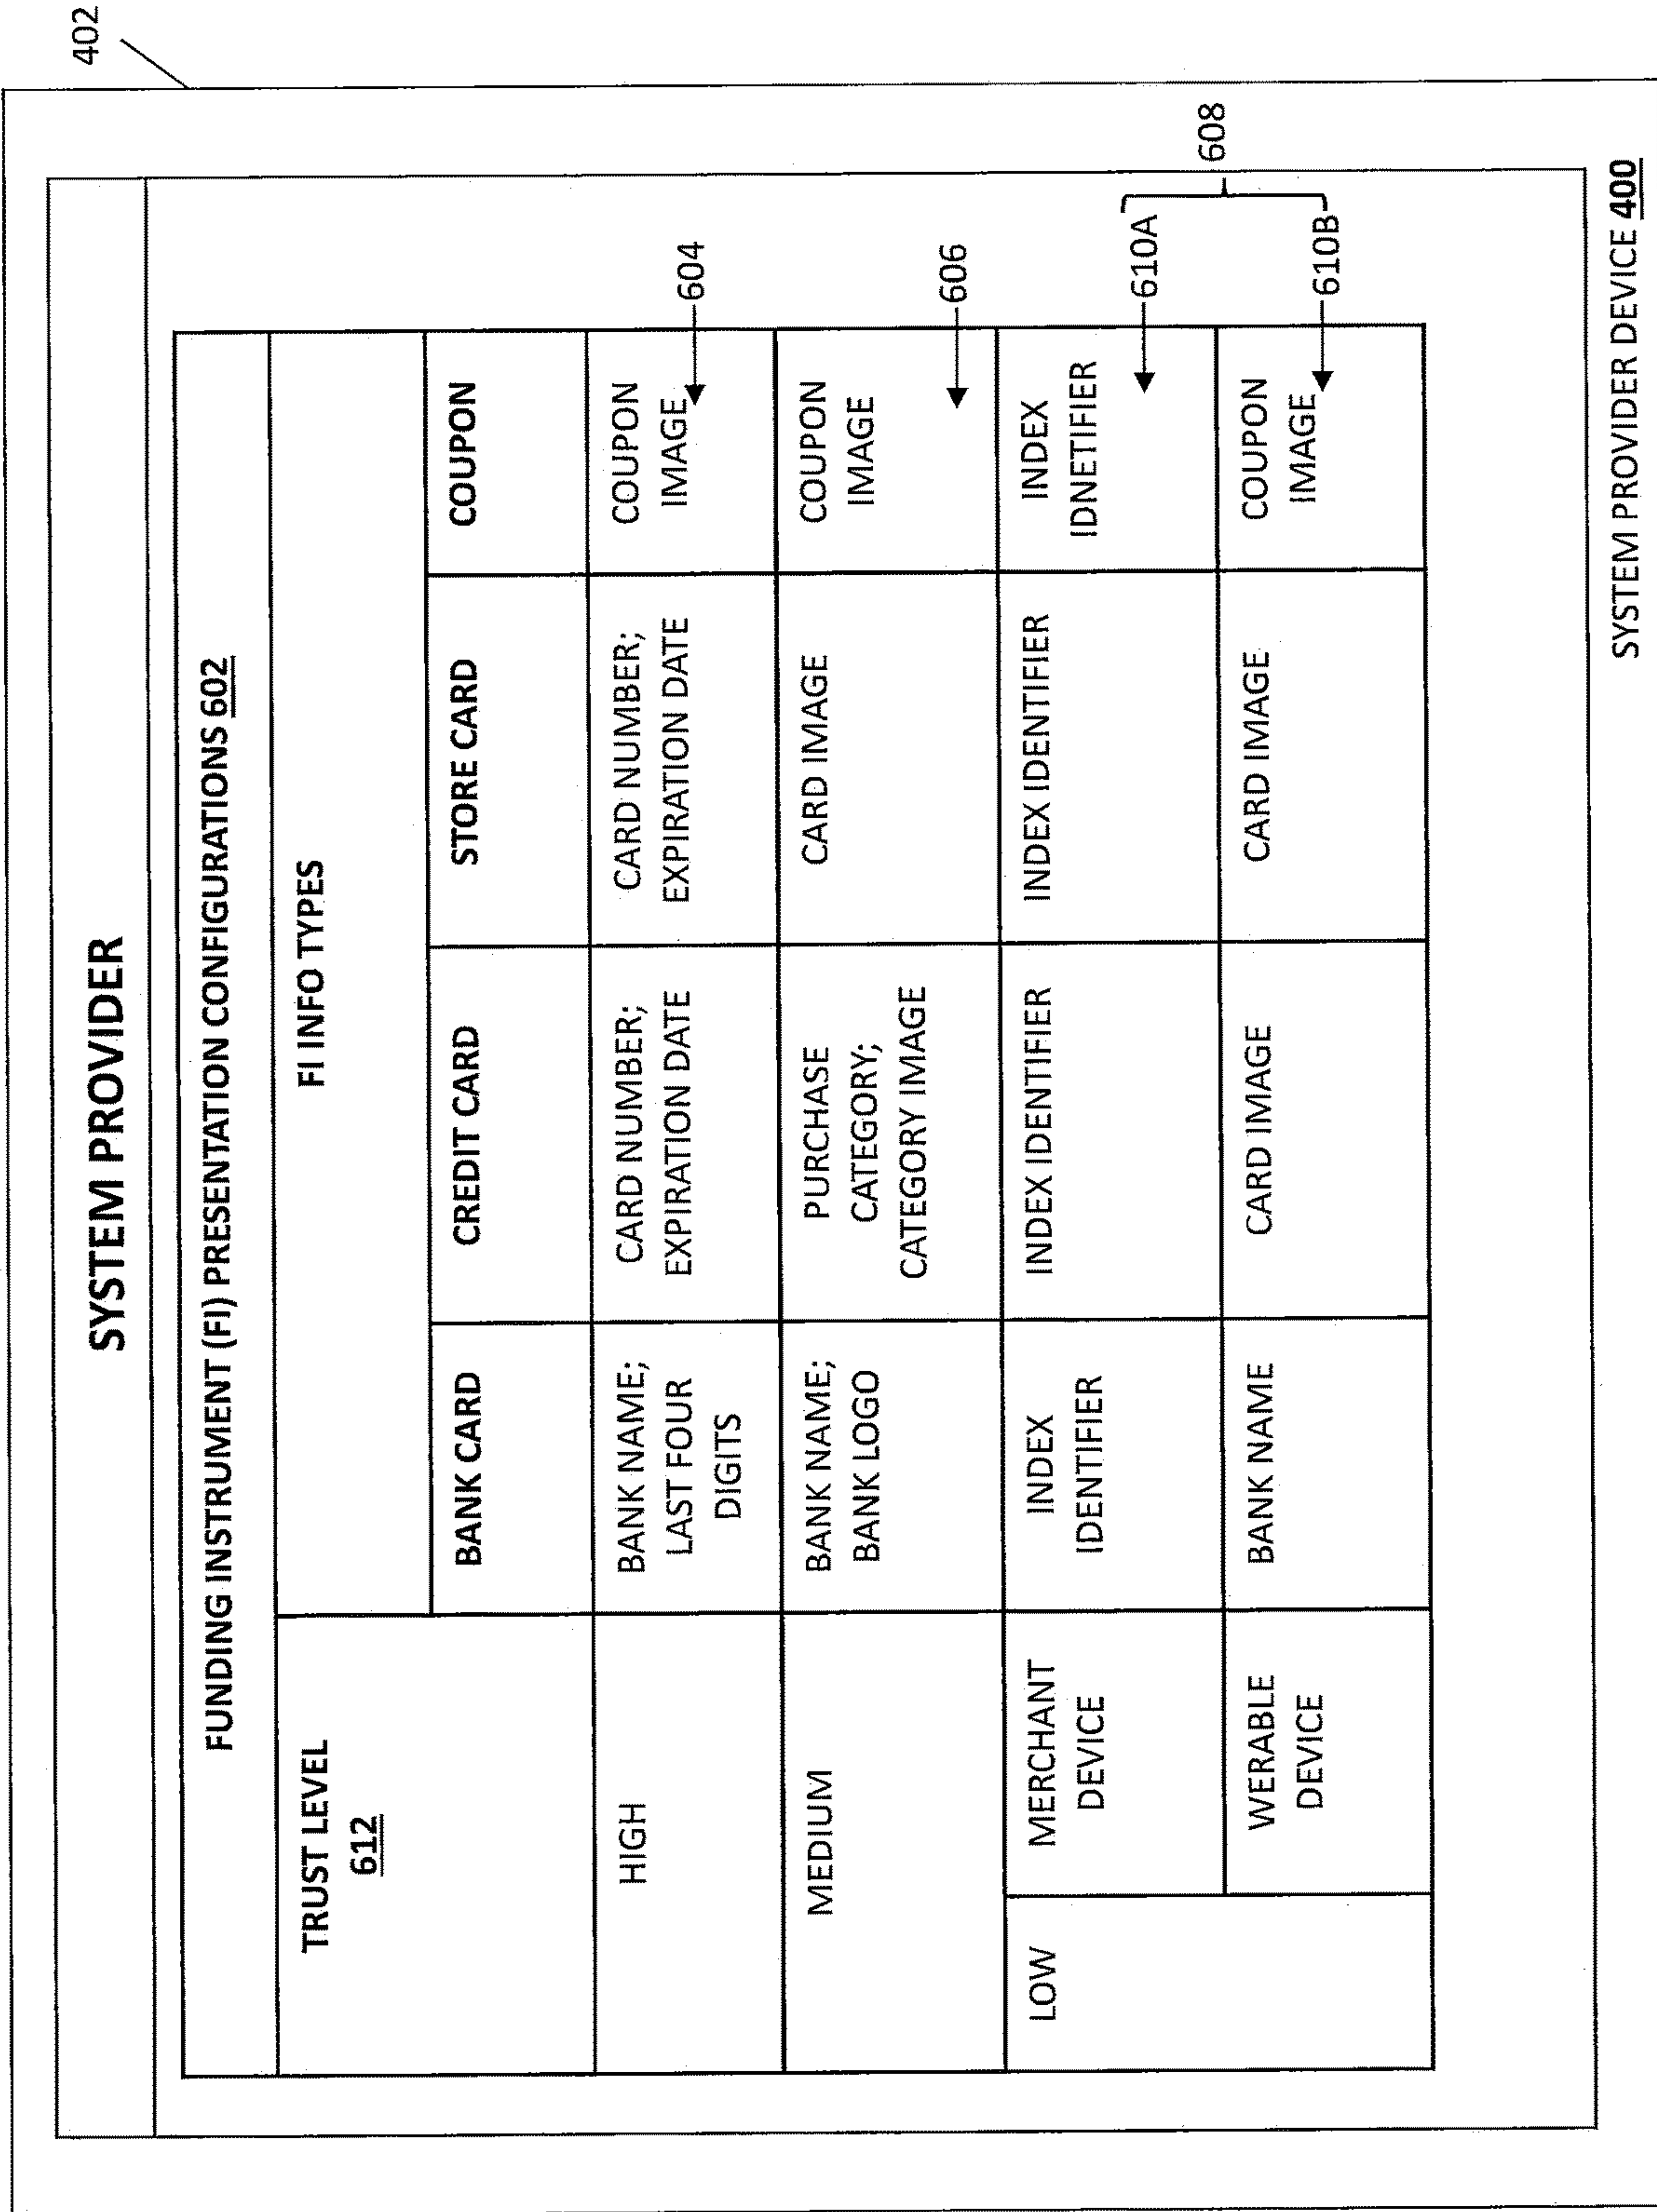 402
SYSTEM PROVIDER
FUNDING INSTRUMENT (FI) PRESENTATION CONFIGURATIONS 602
TRUST LEVEL
612
FI INFO TYPES
BANK CARD
CREDIT CARD
STORE CARD
COUPON
HIGH
BANK NAME;
LAST FOUR
DIGITS
CARD NUMBER;
EXPIRATION DATE
CARD NUMBER;
EXPIRATION DATE
COUPON
IMAGE
604
MEDIUM
BANK NAME;
BANK LOGO
PURCHASE
CATEGORY;
CATEGORY IMAGE
CARD IMAGE
COUPON
IMAGE
606
LOW
MERCHANT
DEVICE
INDEX
IDENTIFIER
INDEX IDENTIFIER
INDEX IDENTIFIER
INDEX
IDNETIFIER
610A
608
WERABLE
DEVICE
BANK NAME
CARD IMAGE
CARD IMAGE
COUPON
IMAGE
610B
SYSTEM PROVIDER DEVICE 400